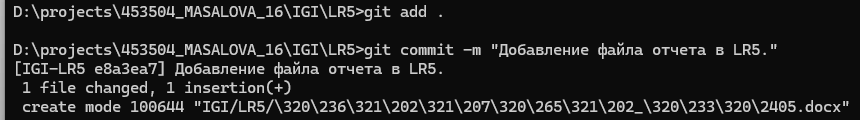 D:\projects\453504_MASALOVA_16\IGI\LR5>git add .
D:\projects\453504_MASALOVA_16\IGI\LR5>git commit -m "Добавление файла отчета в LR5."
[IGI-LR5 e8a3ea7] Добавление файла отчета в LR5.
1 file changed, 1 insertion(+)
create mode 100644 "IGI/LR5/\320\236\321\202\321\207\320\265\321\202_\320\233\320\2405.docx"